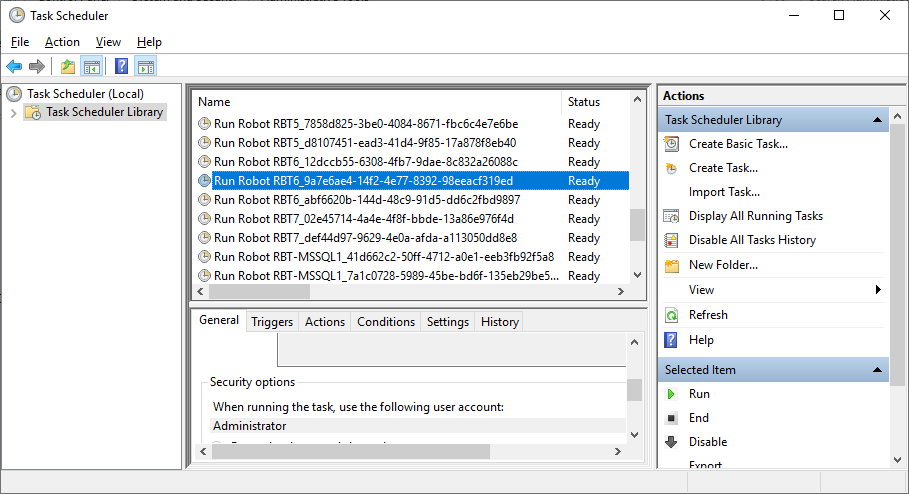 Task Scheduler
File Action View Help
Task Scheduler (Local)
Task Scheduler Library
Name Status
Run Robot RBT5_7858d825-3be0-4084-8671-fbc6c4e7e6be Ready
Run Robot RBT5_d8107451-ead3-41d4-9f85-17a878f8eb40 Ready
Run Robot RBT6_12dccb55-6308-4fb7-9dae-8c832a26088c Ready
Run Robot RBT6_9a7e6ae4-14f2-4e77-8392-98eeacf319ed Ready
Run Robot RBT6_abf6620b-144d-48c9-91d5-dd6c2fbd9897 Ready
Run Robot RBT7_02e45714-4a4e-4f8f-bbde-13a86e976f4d Ready
Run Robot RBT7_def44d97-9629-4e0a-afda-a113050dd8e8 Ready
Run Robot RBT-MSSQL1_41d662c2-50ff-4712-a0e1-eeb3fb92f5a8 Ready
Run Robot RBT-MSSQL1_7a1c0728-5989-45be-bd6f-135eb29be5... Ready
General Triggers Actions Conditions Settings History
Security options
When running the task, use the following user account:
Administrator
Actions
Task Scheduler Library
Create Basic Task...
Create Task...
Import Task...
Display All Running Tasks
Disable All Tasks History
New Folder...
View
Refresh
Help
Selected Item
Run
End
Disable
Export